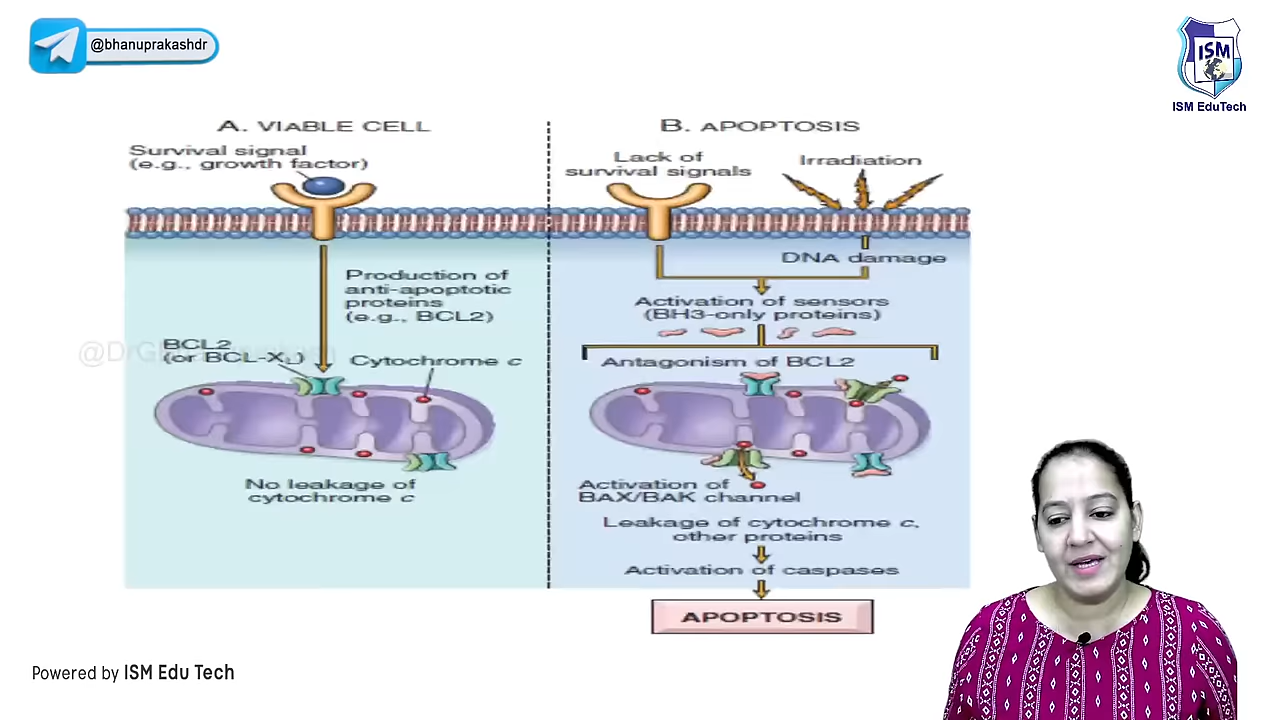 @bhanuprakashdr
ISM
ISM EduTech
A. VIABLE CELL
Survival signal
(e.g., growth factor)
Production of
anti-apoptotic
proteins
(e.g., BCL2)
BCL2
(or BCL-XL)
Cytochrome c
No leakage of
cytochrome c
B. APOPTOSIS
Lack of
survival signals
Irradiation
DNA damage
Activation of sensors
(BH3-only proteins)
Antagonism of BCL2
Activation of
BAX/BAK channel
Leakage of cytochrome c,
other proteins
Activation of caspases
APOPTOSIS
Powered by ISM Edu Tech